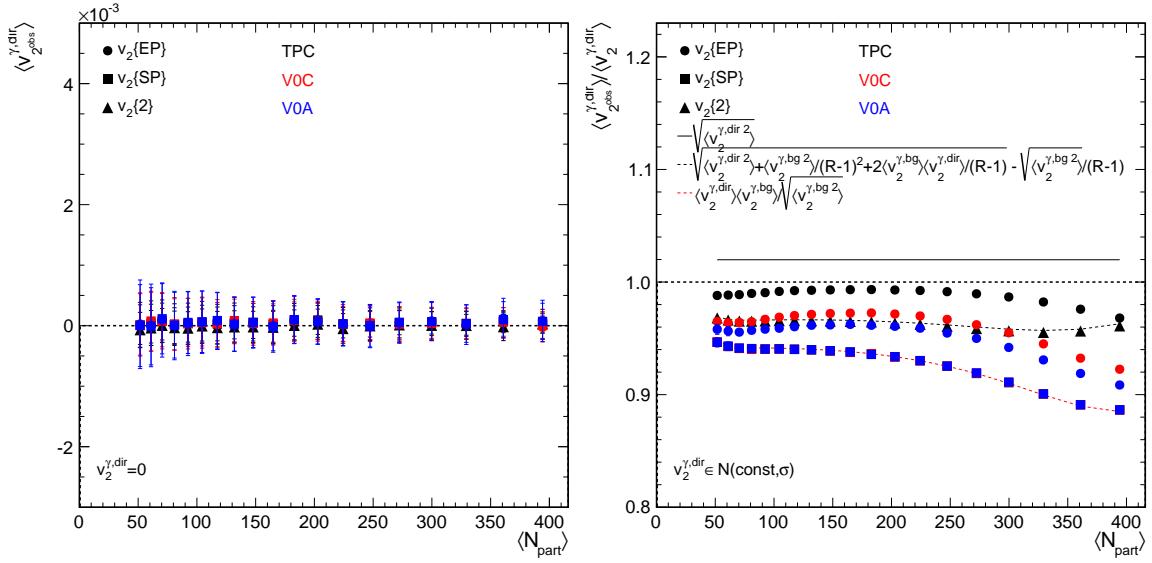 ×10⁻³
⟨v₂obs^γ,dir⟩
4
2
0
-2
v₂{EP} TPC
v₂{SP} V0C
v₂{2} V0A
v₂^γ,dir=0
0 50 100 150 200 250 300 350 400
⟨N_part⟩
⟨v₂obs^γ,dir⟩/⟨v₂^γ,dir⟩
1.2
1.1
1.0
0.9
0.8
v₂{EP} TPC
v₂{SP} V0C
v₂{2} V0A
√⟨v₂^γ,dir 2⟩
√⟨v₂^γ,dir 2⟩+⟨v₂^γ,bg 2⟩/(R-1)²+2⟨v₂^γ,bg⟩⟨v₂^γ,dir⟩/(R-1) - √⟨v₂^γ,bg 2⟩/(R-1)
⟨v₂^γ,dir⟩⟨v₂^γ,bg⟩/√⟨v₂^γ,bg 2⟩
v₂^γ,dir ∈ N(const,σ)
0 50 100 150 200 250 300 350 400
⟨N_part⟩